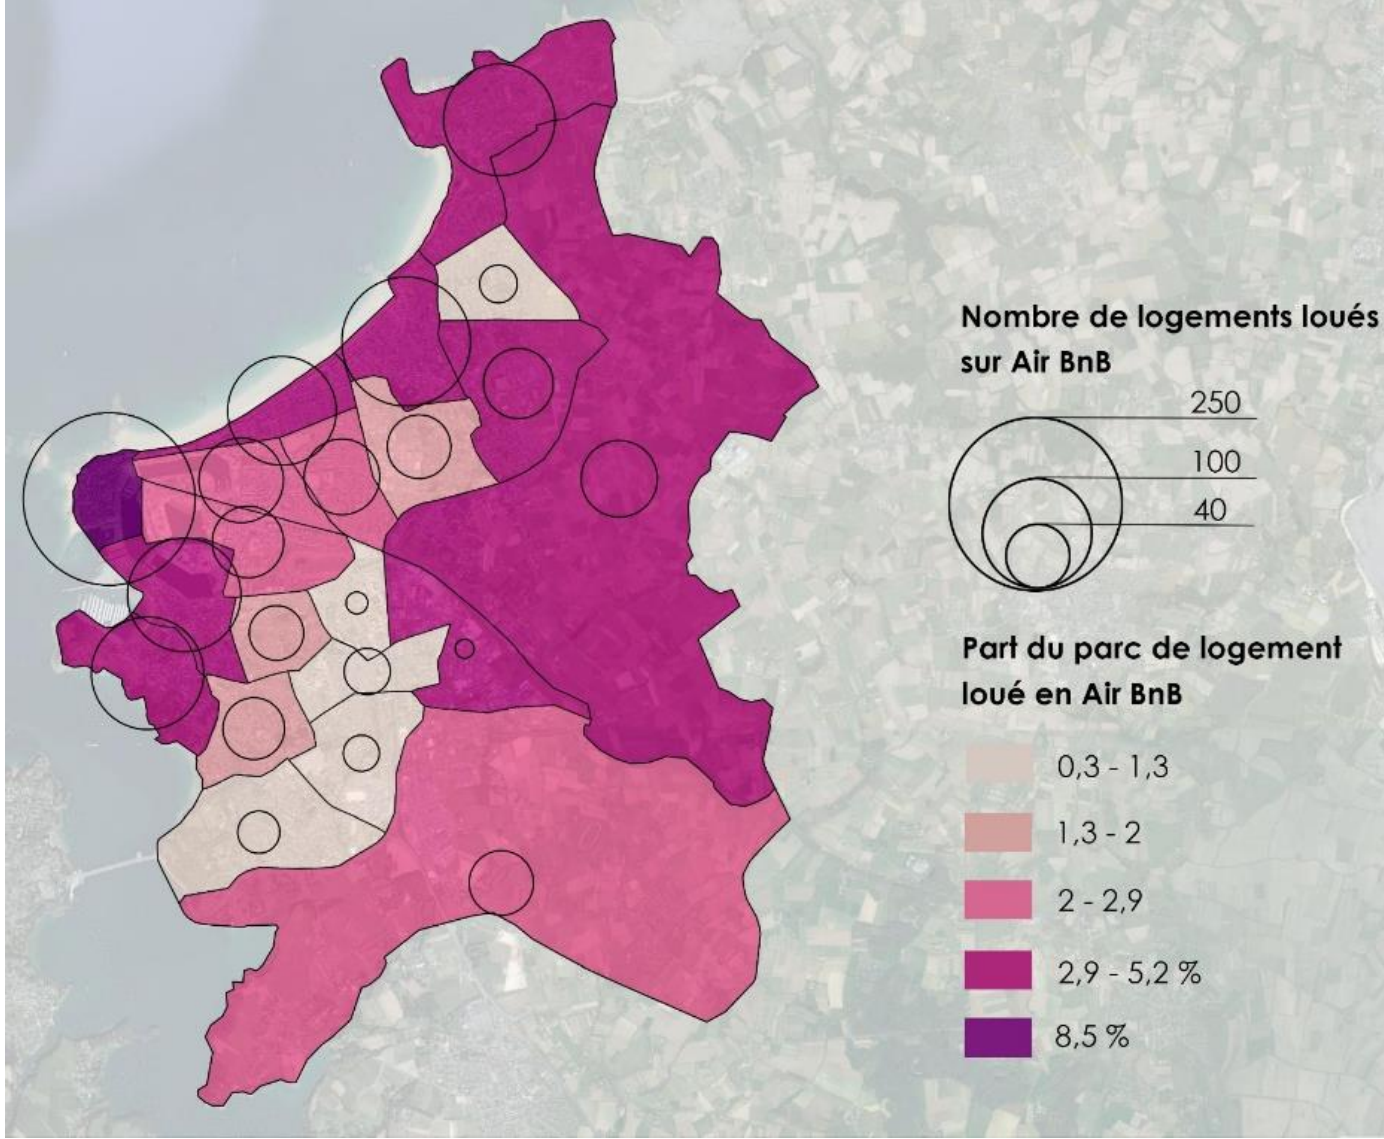 Nombre de logements loués
sur Air BnB
250
100
40
Part du parc de logement
loué en Air BnB
0,3 - 1,3
1,3 - 2
2 - 2,9
2,9 - 5,2 %
8,5 %